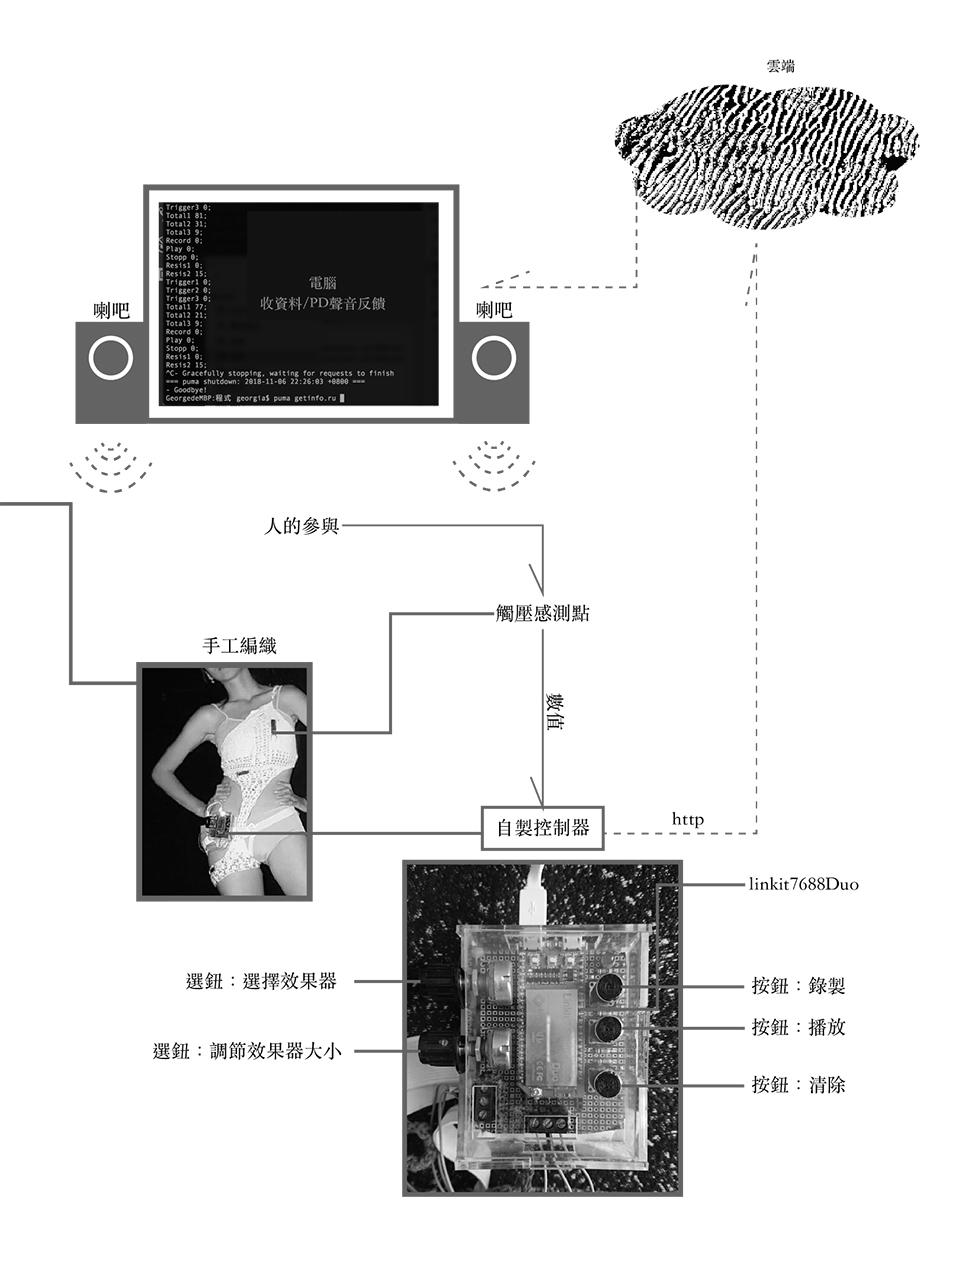 雲端
Trigger3 0;
Total1 81;
Total2 31;
Total3 9;
Record 0;
Play 0;
Stopp 0;
Resis1 0;
Resis2 15;
Trigger1 0;
Trigger2 0;
Trigger3 0;
Total1 77;
Total2 21;
Total3 9;
Record 0;
Play 0;
Stopp 0;
Resis1 0;
Resis2 15;
^C- Gracefully stopping, waiting for requests to finish
=== puma shutdown: 2018-11-06 22:26:03 +0800 ===
- Goodbye!
GeorgedeMBP:程式 georgia$ puma getinfo.ru
電腦
收資料/PD聲音反饋
喇吧
喇吧
人的參與
觸壓感測點
手工編織
數值
自製控制器
http
linkit7688Duo
選鈕：選擇效果器
按鈕：錄製
按鈕：播放
選鈕：調節效果器大小
按鈕：清除
LinkIt
Duo